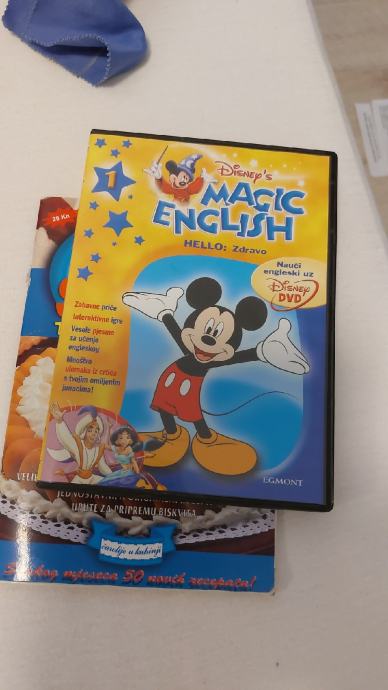 1
Disney's
MAGIC
ENGLISH
HELLO: Zdravo
Nauči
engleski uz
Disney
DVD
Zabavne priče
Interaktivne igre
Vesele pjesme
za učenje
engleskog
Mnoštvo
ulomaka iz crtića
s tvojim omiljenim
junacima!
EGMONT
25 Kn
UPUTE ZA PRIPREMU BISKVITA
čarolije u kuhinji
Svakog mjeseca 50 novih recepata!